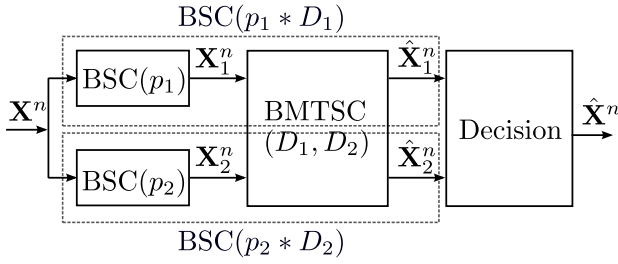 BSC(p₁ * D₁)
Xⁿ
BSC(p₁)
X₁ⁿ
BMTSC
(D₁, D₂)
X̂₁ⁿ
Decision
X̂ⁿ
BSC(p₂)
X₂ⁿ
X̂₂ⁿ
BSC(p₂ * D₂)